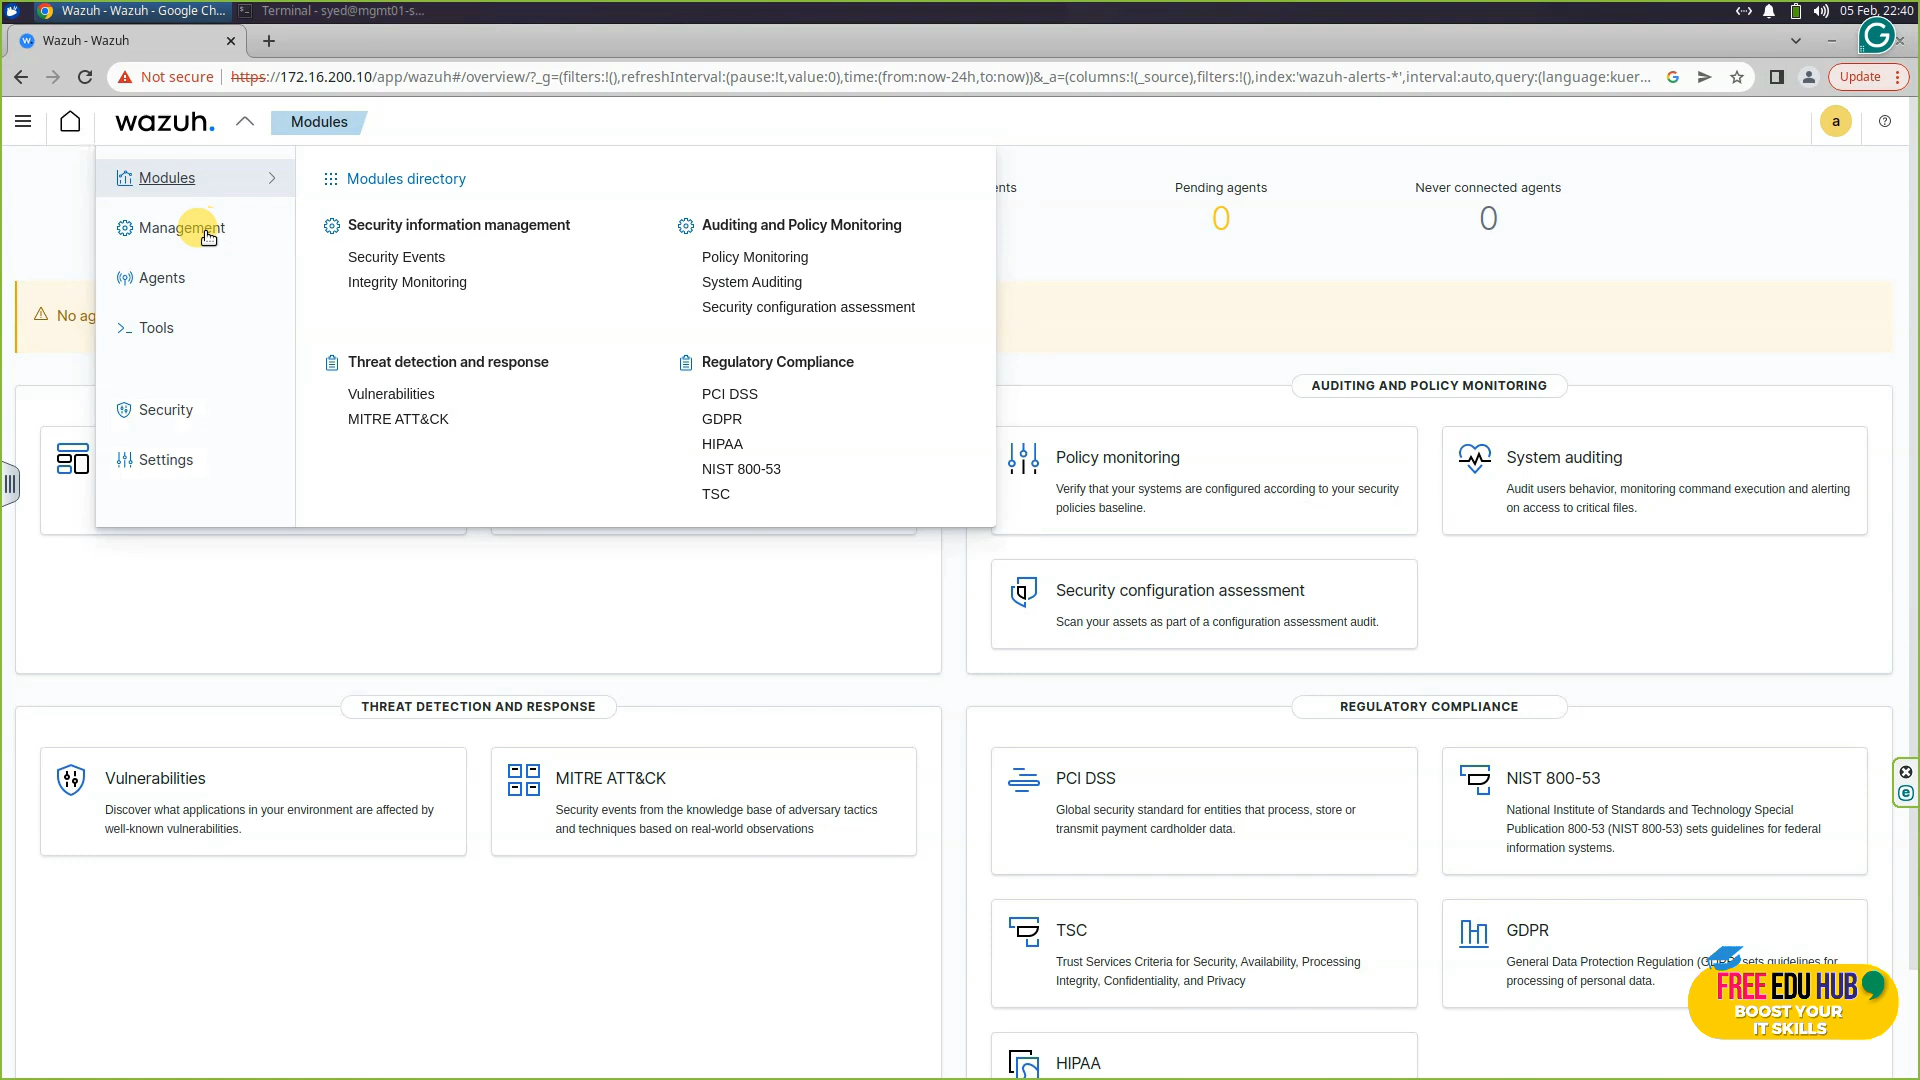 Wazuh - Wazuh - Google Ch...
Terminal - syed@mgmt01-s...
05 Feb, 22:40
Wazuh - Wazuh
Not secure
https://172.16.200.10/app/wazuh#/overview/?_g=(filters:!(),refreshInterval:(pause:!t,value:0),time:(from:now-24h,to:now))&_a=(columns:!(_source),filters:!(),index:'wazuh-alerts-*',interval:auto,query:(language:kuer...
Update
wazuh.
Modules
a
Modules
Management
Agents
Tools
Security
Settings
Modules directory
Security information management
Security Events
Integrity Monitoring
Auditing and Policy Monitoring
Policy Monitoring
System Auditing
Security configuration assessment
Threat detection and response
Vulnerabilities
MITRE ATT&CK
Regulatory Compliance
PCI DSS
GDPR
HIPAA
NIST 800-53
TSC
nts
Pending agents
0
Never connected agents
0
No ag
AUDITING AND POLICY MONITORING
Policy monitoring
Verify that your systems are configured according to your security
policies baseline.
System auditing
Audit users behavior, monitoring command execution and alerting
on access to critical files.
Security configuration assessment
Scan your assets as part of a configuration assessment audit.
THREAT DETECTION AND RESPONSE
Vulnerabilities
Discover what applications in your environment are affected by
well-known vulnerabilities.
MITRE ATT&CK
Security events from the knowledge base of adversary tactics
and techniques based on real-world observations
REGULATORY COMPLIANCE
PCI DSS
Global security standard for entities that process, store or
transmit payment cardholder data.
NIST 800-53
National Institute of Standards and Technology Special
Publication 800-53 (NIST 800-53) sets guidelines for federal
information systems.
TSC
Trust Services Criteria for Security, Availability, Processing
Integrity, Confidentiality, and Privacy
GDPR
General Data Protection Regulation (GDPR) sets guidelines for
processing of personal data.
HIPAA
FREE EDU HUB
BOOST YOUR
IT SKILLS